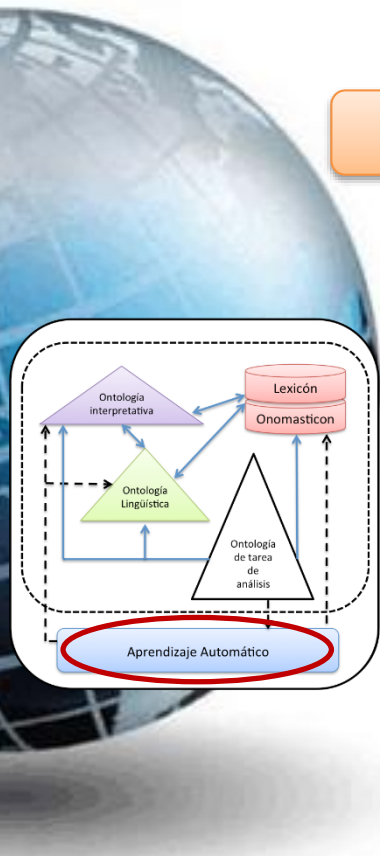 Lexicón
Ontología
interpretativa
Onomasticon
Ontología
Lingüística
Ontología
de tarea
de
análisis
Aprendizaje Automático